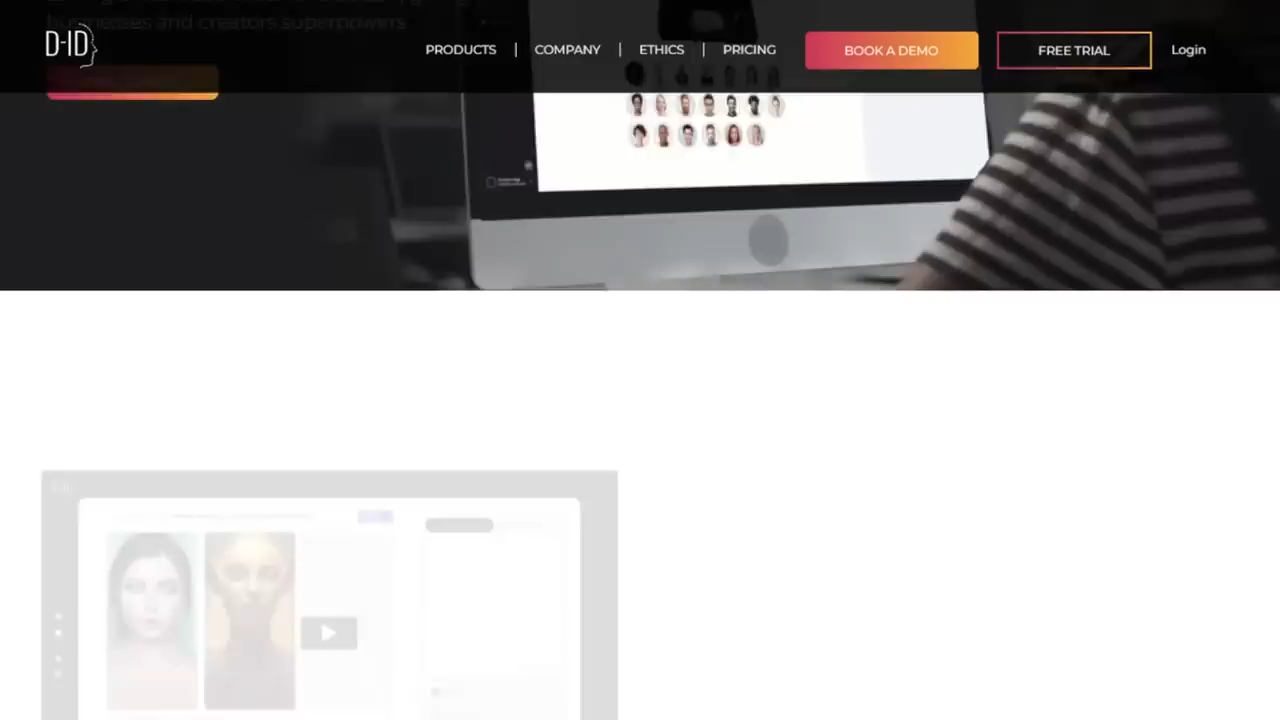 businesses and creators superpowers
D-ID
PRODUCTS | COMPANY | ETHICS | PRICING
BOOK A DEMO
FREE TRIAL
Login